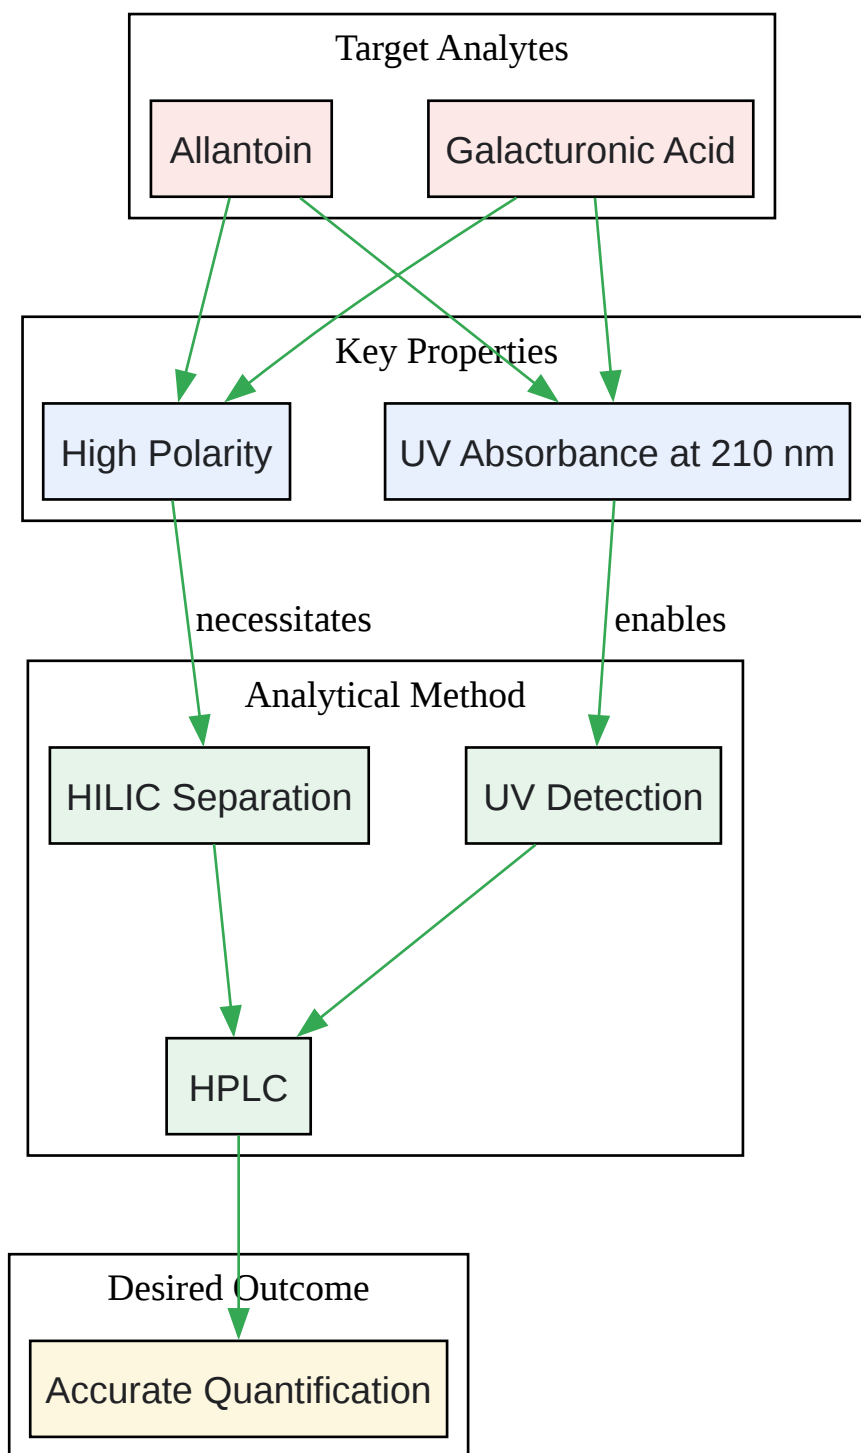 Target Analytes
Allantoin
Galacturonic Acid
Key Properties
High Polarity
UV Absorbance at 210 nm
necessitates
enables
Analytical Method
HILIC Separation
UV Detection
HPLC
Desired Outcome
Accurate Quantification